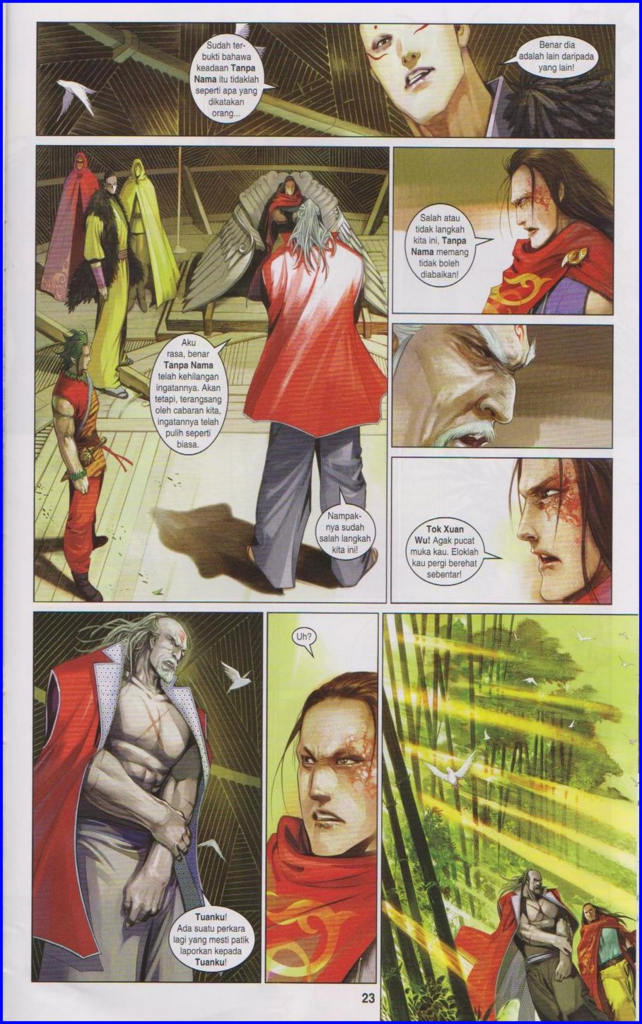 Sudah ter-
bukti bahawa
keadaan Tanpa
Nama itu tidaklah
seperti apa yang
dikatakan
orang...
Benar dia
adalah lain daripada
yang lain!
Aku
rasa, benar
Tanpa Nama
telah kehilangan
ingatannya. Akan
tetapi, terangsang
oleh cabaran kita,
ingatannya telah
pulih seperti
biasa.
Nampak-
nya sudah
salah langkah
kita ini!
Salah atau
tidak langkah
kita ini, Tanpa
Nama memang
tidak boleh
diabaikan!
Tok Xuan
Wu! Agak pucat
muka kau. Eloklah
kau pergi berehat
sebentar!
Tuanku!
Ada suatu perkara
lagi yang mesti patik
laporkan kepada
Tuanku!
Uh?
23